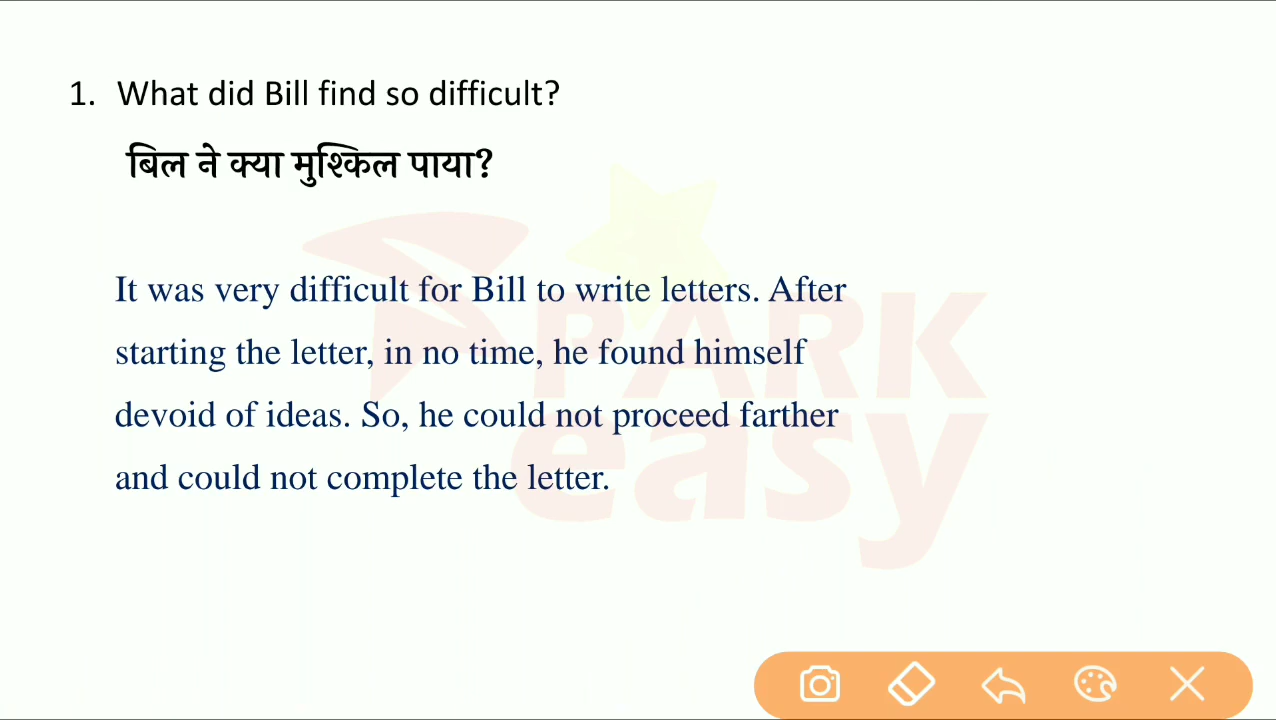 1. What did Bill find so difficult?
बिल ने क्या मुश्किल पाया?
It was very difficult for Bill to write letters. After
starting the letter, in no time, he found himself
devoid of ideas. So, he could not proceed farther
and could not complete the letter.
SPARK
easy